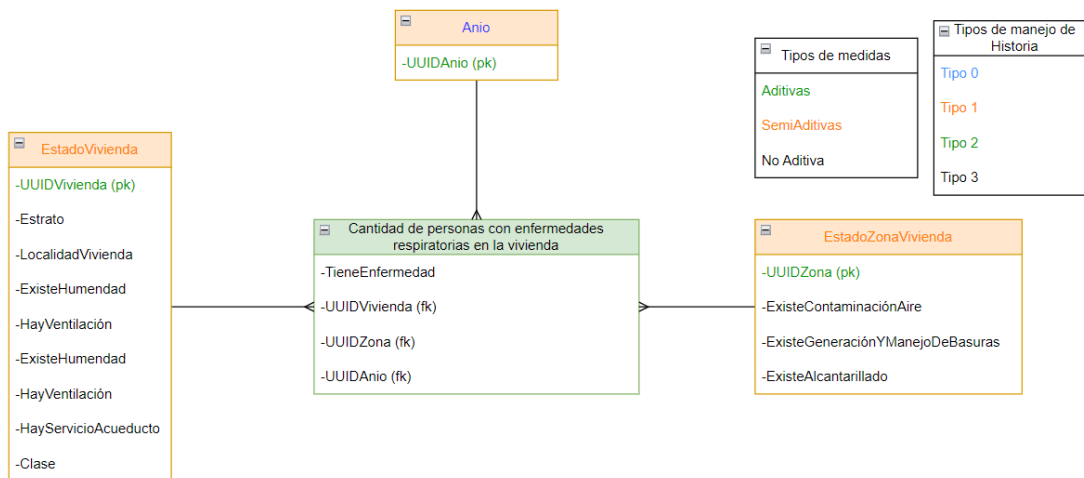 Anio
-UUIDAnio (pk)
Tipos de medidas
Aditivas
SemiAditivas
No Aditiva
Tipos de manejo de
Historia
Tipo 0
Tipo 1
Tipo 2
Tipo 3
EstadoVivienda
-UUIDVivienda (pk)
-Estrato
-LocalidadVivienda
-ExisteHumendad
-HayVentilación
-ExisteHumendad
-HayVentilación
-HayServicioAcueducto
-Clase
Cantidad de personas con enfermedades
respiratorias en la vivienda
-TieneEnfermedad
-UUIDVivienda (fk)
-UUIDZona (fk)
-UUIDAnio (fk)
EstadoZonaVivienda
-UUIDZona (pk)
-ExisteContaminaciónAire
-ExisteGeneraciónYManejoDeBasuras
-ExisteAlcantarillado